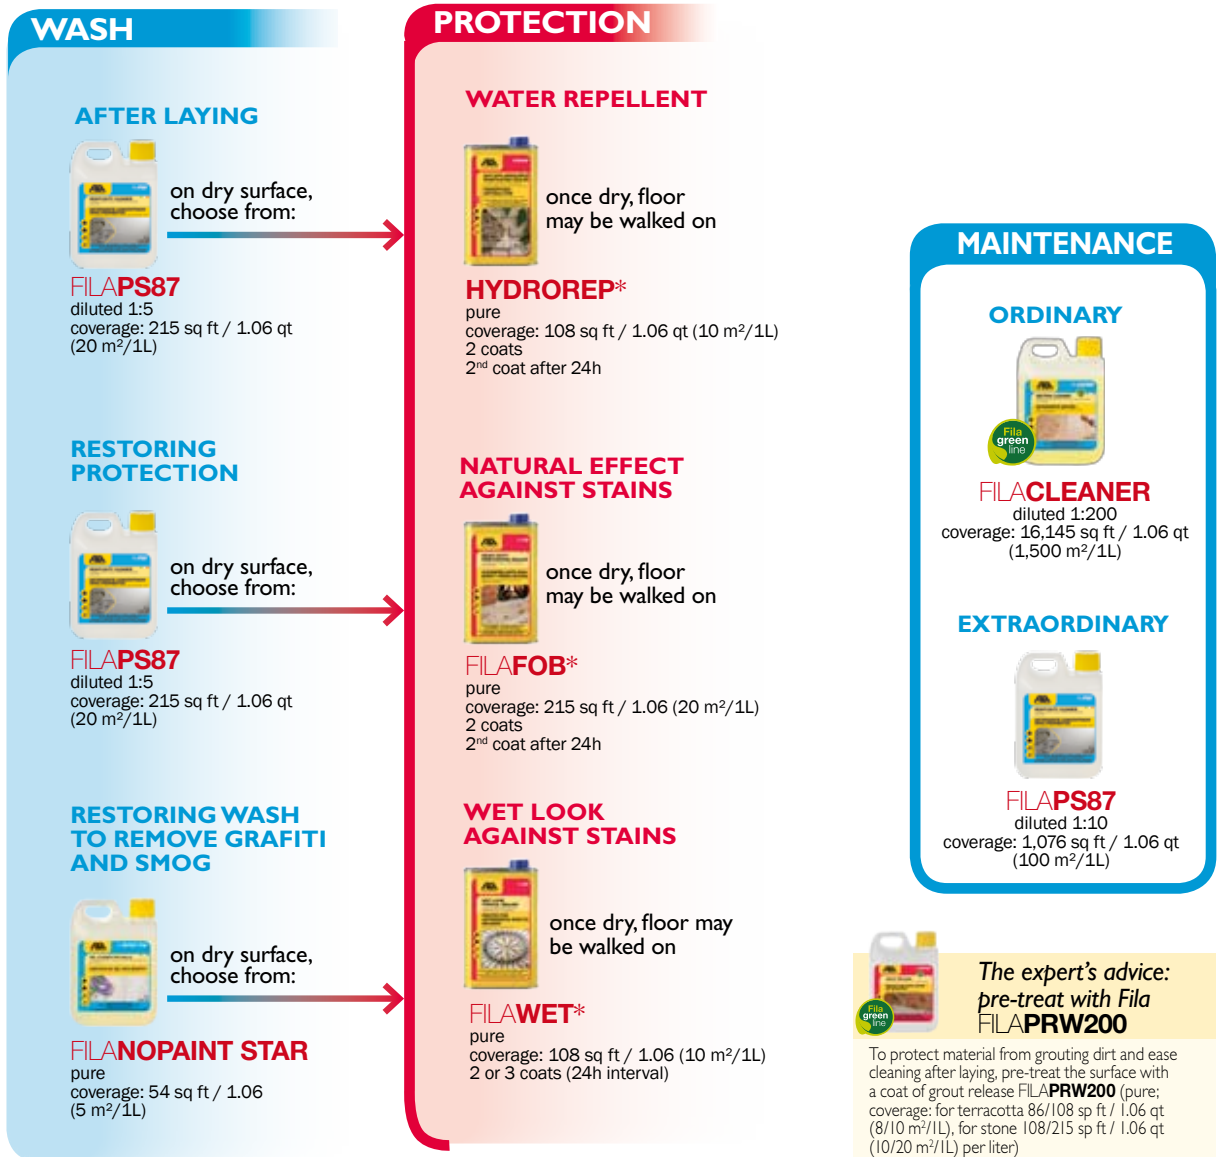 WASH
AFTER LAYING
on dry surface,
choose from:
FILAPS87
diluted 1:5
coverage: 215 sq ft / 1.06 qt
(20 m²/1L)
RESTORING
PROTECTION
on dry surface,
choose from:
FILAPS87
diluted 1:5
coverage: 215 sq ft / 1.06 qt
(20 m²/1L)
RESTORING WASH
TO REMOVE GRAFITI
AND SMOG
on dry surface,
choose from:
FILANOPAINT STAR
pure
coverage: 54 sq ft / 1.06
(5 m²/1L)
PROTECTION
WATER REPELLENT
once dry, floor
may be walked on
HYDROREP*
pure
coverage: 108 sq ft / 1.06 qt (10 m²/1L)
2 coats
2nd coat after 24h
NATURAL EFFECT
AGAINST STAINS
once dry, floor
may be walked on
FILAFOB*
pure
coverage: 215 sq ft / 1.06 (20 m²/1L)
2 coats
2nd coat after 24h
WET LOOK
AGAINST STAINS
once dry, floor may
be walked on
FILAWET*
pure
coverage: 108 sq ft / 1.06 (10 m²/1L)
2 or 3 coats (24h interval)
MAINTENANCE
ORDINARY
Fila
green
line
FILACLEANER
diluted 1:200
coverage: 16,145 sq ft / 1.06 qt
(1,500 m²/1L)
EXTRAORDINARY
FILAPS87
diluted 1:10
coverage: 1,076 sq ft / 1.06 qt
(100 m²/1L)
Fila
green
line
The expert's advice:
pre-treat with Fila
FILAPRW200
To protect material from grouting dirt and ease
cleaning after laying, pre-treat the surface with
a coat of grout release FILAPRW200 (pure;
coverage: for terracotta 86/108 sp ft / 1.06 qt
(8/10 m²/1L), for stone 108/215 sp ft / 1.06 qt
(10/20 m²/1L) per liter)